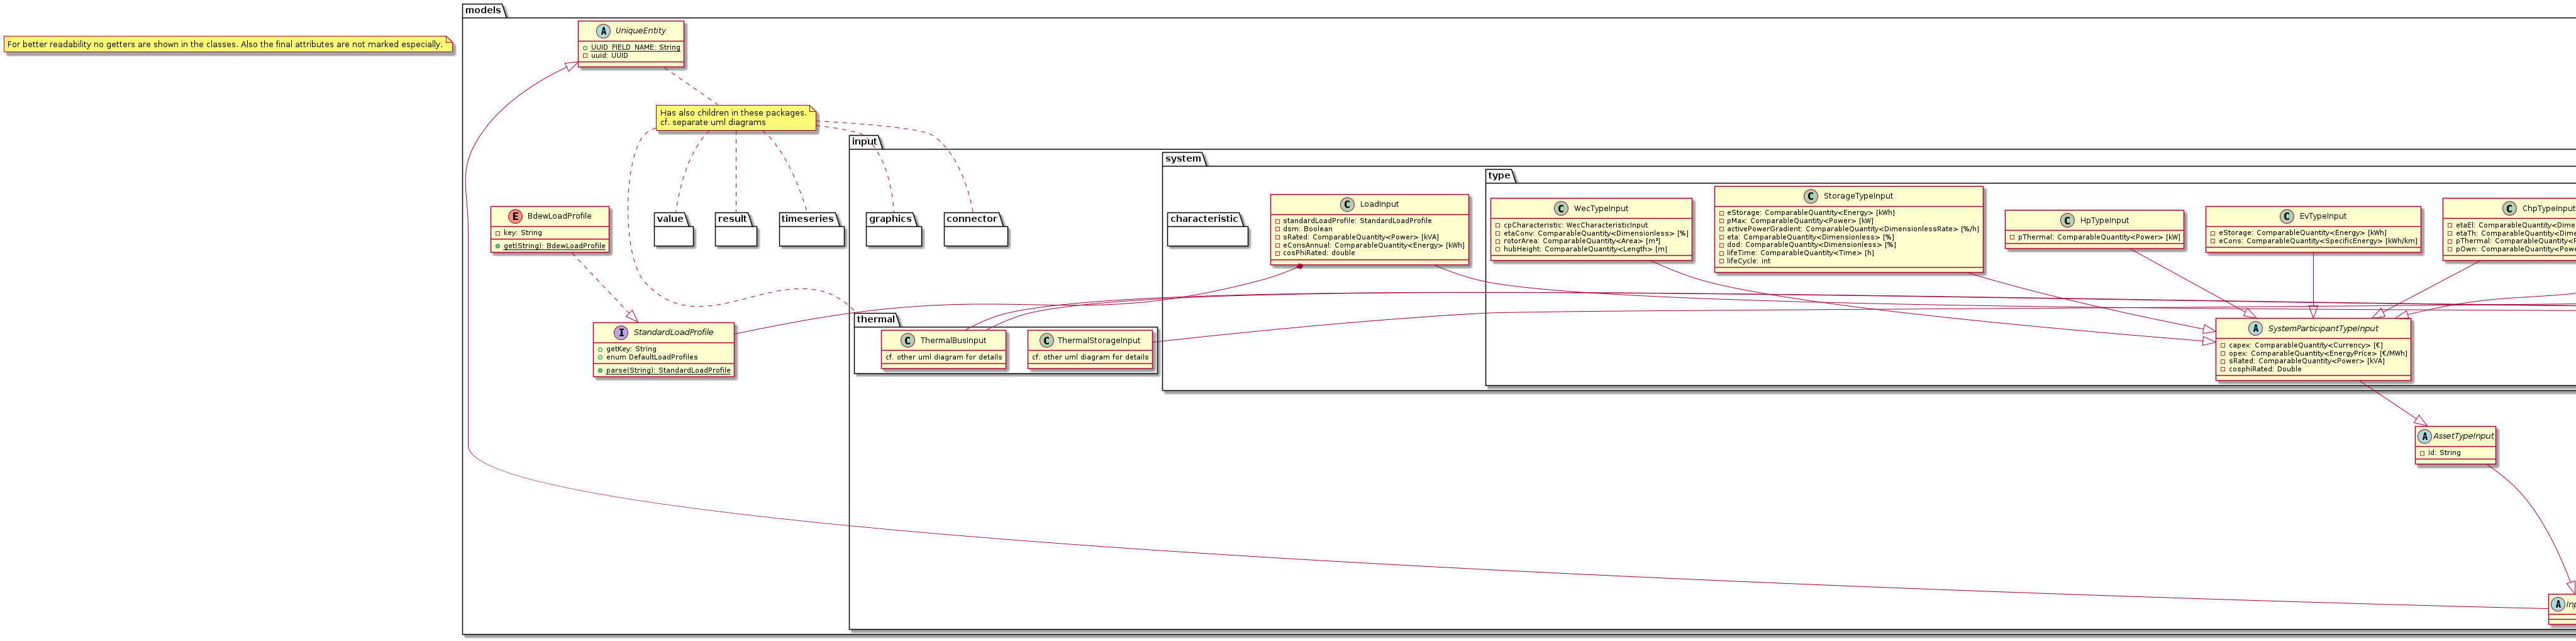 For better readability no getters are shown in the classes. Also the final attributes are not marked especially.
models
A UniqueEntity
UUID_FIELD_NAME: String
uuid: UUID
Has also children in these packages.
cf. separate uml diagrams
E BdewLoadProfile
key: String
get(String): BdewLoadProfile
value
result
timeseries
I StandardLoadProfile
getKey: String
enum DefaultLoadProfiles
parse(String): StandardLoadProfile
input
graphics
connector
thermal
C ThermalBusInput
cf. other uml diagram for details
C ThermalStorageInput
cf. other uml diagram for details
system
characteristic
C LoadInput
standardLoadProfile: StandardLoadProfile
dsm: Boolean
sRated: ComparableQuantity<Power> [kVA]
eConsAnnual: ComparableQuantity<Energy> [kWh]
cosPhiRated: double
type
C WecTypeInput
cpCharacteristic: WecCharacteristicInput
etaConv: ComparableQuantity<Dimensionless> [%]
rotorArea: ComparableQuantity<Area> [m²]
hubHeight: ComparableQuantity<Length> [m]
C StorageTypeInput
eStorage: ComparableQuantity<Energy> [kWh]
pMax: ComparableQuantity<Power> [kW]
activePowerGradient: ComparableQuantity<DimensionlessRate> [%/h]
eta: ComparableQuantity<Dimensionless> [%]
dod: ComparableQuantity<Dimensionless> [%]
lifeTime: ComparableQuantity<Time> [h]
lifeCycle: int
C HpTypeInput
pThermal: ComparableQuantity<Power> [kW]
C EvTypeInput
eStorage: ComparableQuantity<Energy> [kWh]
eCons: ComparableQuantity<SpecificEnergy> [kWh/km]
C ChpTypeInput
etaEl: ComparableQuantity<Dime
etaTh: ComparableQuantity<Dime
pThermal: ComparableQuantity<P
pOwn: ComparableQuantity<Powe
A SystemParticipantTypeInput
capex: ComparableQuantity<Currency> [€]
opex: ComparableQuantity<EnergyPrice> [€/MWh]
sRated: ComparableQuantity<Power> [kVA]
cosphiRated: Double
A AssetTypeInput
id: String
A Inp